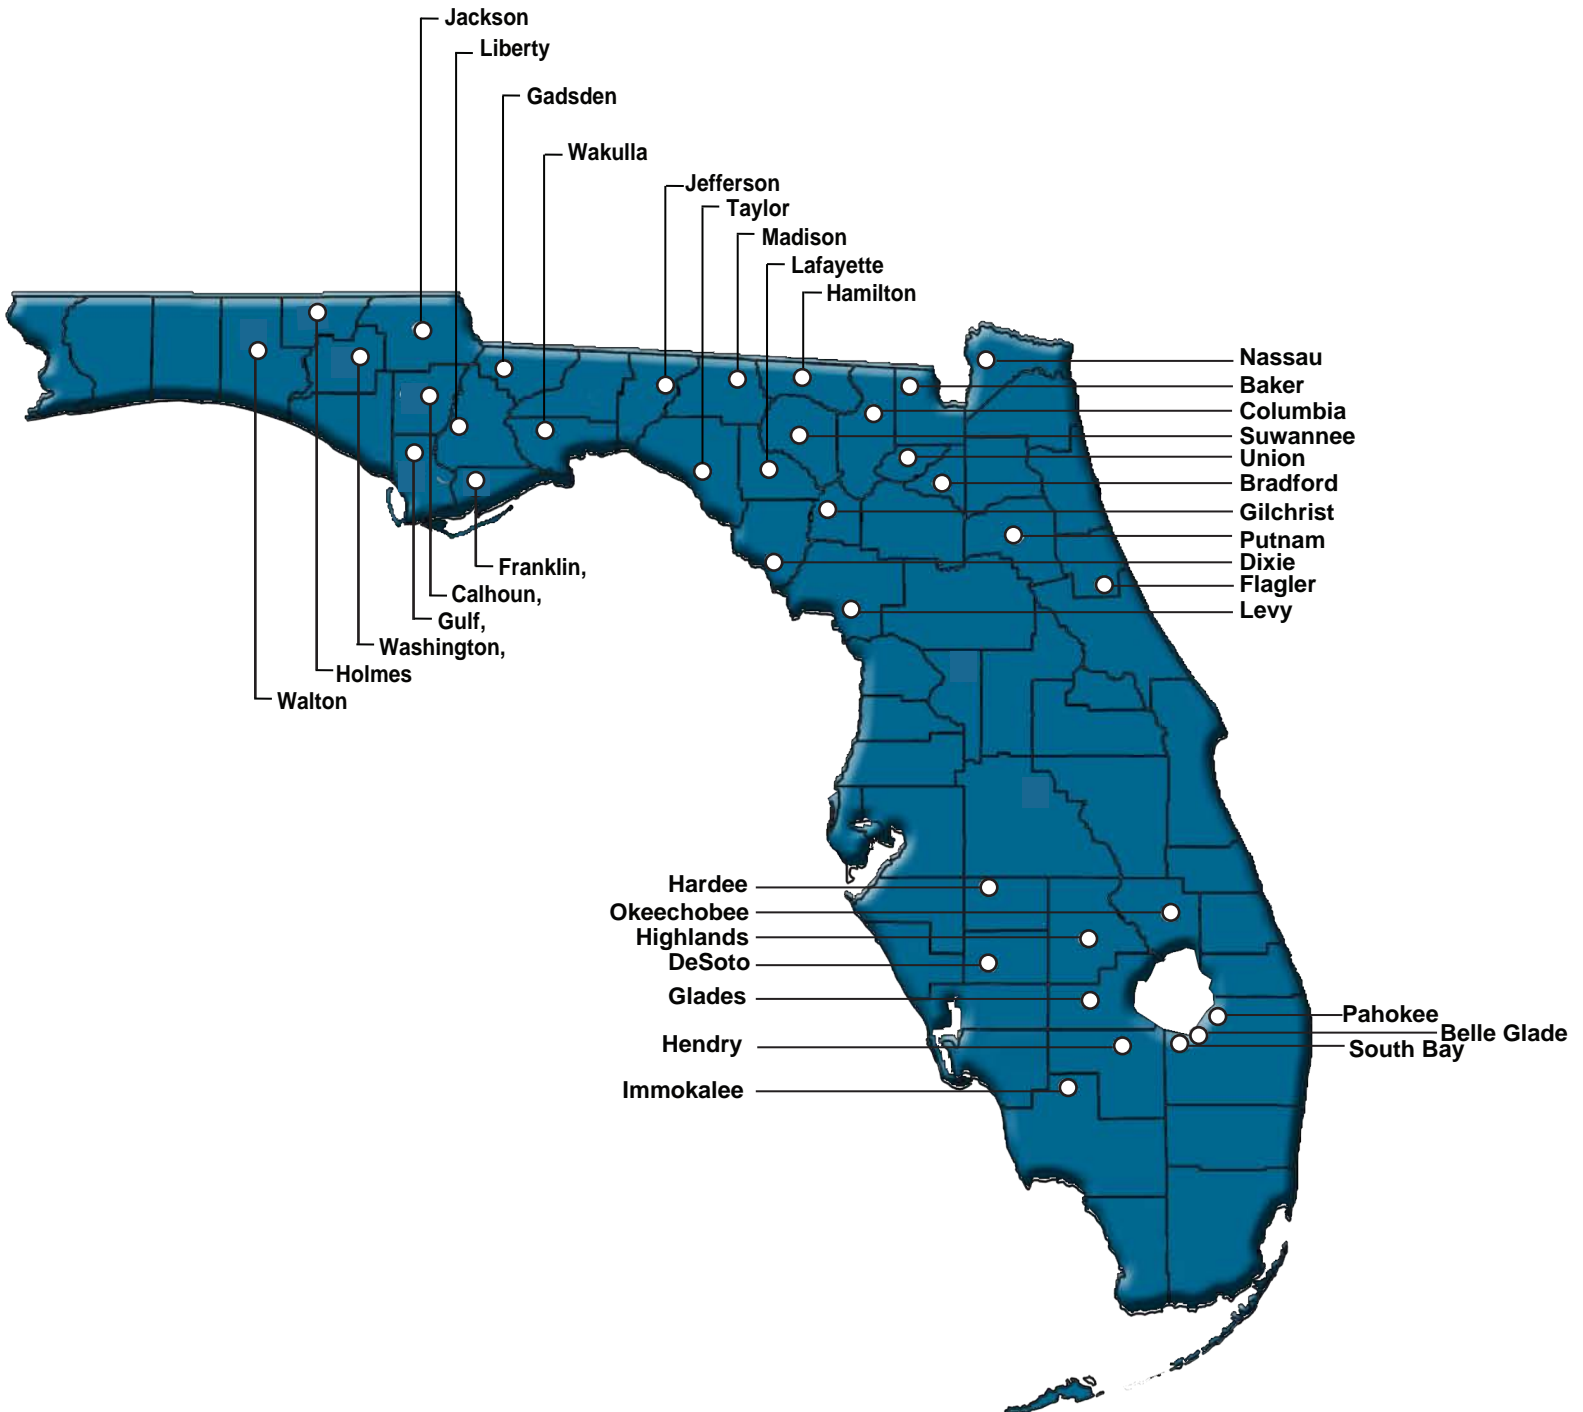 Jackson
Liberty
Gadsden
Wakulla
Jefferson
Taylor
Madison
Lafayette
Hamilton
Nassau
Baker
Columbia
Suwannee
Union
Bradford
Gilchrist
Putnam
Dixie
Flagler
Levy
Franklin,
Calhoun,
Gulf,
Washington,
Holmes
Walton
Hardee
Okeechobee
Highlands
DeSoto
Glades
Hendry
Immokalee
Pahokee
Belle Glade
South Bay